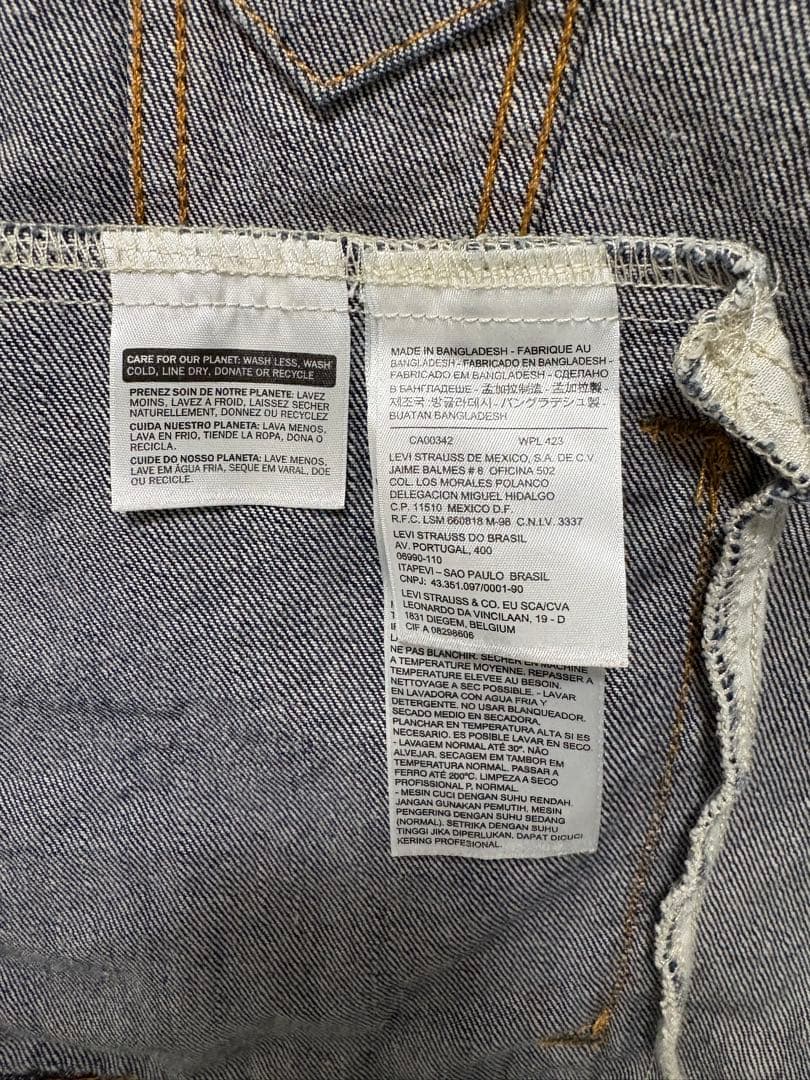 CARE FOR OUR PLANET: WASH LESS, WASH
COLD, LINE DRY, DONATE OR RECYCLE
PRENEZ SOIN DE NOTRE PLANETE: LAVEZ
MOINS, LAVEZ A FROID, LAISSEZ SECHER
NATURELLEMENT, DONNEZ OU RECYCLEZ
CUIDA NUESTRO PLANETA: LAVA MENOS,
LAVA EN FRIO, TIENDE LA ROPA, DONA O
RECICLA.
CUIDE DO NOSSO PLANETA: LAVE MENOS,
LAVE EM ÁGUA FRIA, SEQUE EM VARAL, DOE
OU RECICLE.
MADE IN BANGLADESH - FABRIQUE AU
BANGLADESH - FABRICADO EN BANGLADESH -
FABRICADO EM BANGLADESH - СДЕЛАНО
В БАНГЛАДЕШЕ - 孟加拉制造 - 孟加拉製 -
제조국:방글라데시 - バングラデシュ製
BUATAN BANGLADESH
CA00342 WPL 423
LEVI STRAUSS DE MEXICO, S.A. DE C.V.
JAIME BALMES # 8 OFICINA 502
COL. LOS MORALES POLANCO
DELEGACION MIGUEL HIDALGO
C.P. 11510 MEXICO D.F.
R.F.C. LSM 660818 M-98 C.N.I.V. 3337
LEVI STRAUSS DO BRASIL
AV. PORTUGAL, 400
06990-110
ITAPEVI – SAO PAULO BRASIL
CNPJ: 43.351.097/0001-90
LEVI STRAUSS & CO. EU SCA/CVA
LEONARDO DA VINCILAAN, 19 - D
1831 DIEGEM, BELGIUM
CIF A 08298606
NE PAS BLANCHIR. SECHER EN MACHINE
A TEMPERATURE MOYENNE. REPASSER A
TEMPERATURE ELEVEE AU BESOIN.
NETTOYAGE A SEC POSSIBLE. - LAVAR
EN LAVADORA CON AGUA FRIA Y
DETERGENTE. NO USAR BLANQUEADOR.
SECADO MEDIO EN SECADORA.
PLANCHAR EN TEMPERATURA ALTA SI ES
NECESARIO. ES POSIBLE LAVAR EN SECO.
- LAVAGEM NORMAL ATÉ 30°. NÃO
ALVEJAR. SECAGEM EM TAMBOR EM
TEMPERATURA NORMAL. PASSAR A
FERRO ATÉ 200°C. LIMPEZA A SECO
PROFISSIONAL P, NORMAL.
- MESIN CUCI DENGAN SUHU RENDAH.
JANGAN GUNAKAN PEMUTIH. MESIN
PENGERING DENGAN SUHU SEDANG
(NORMAL). SETRIKA DENGAN SUHU
TINGGI JIKA DIPERLUKAN. DAPAT DICUCI
KERING PROFESIONAL.